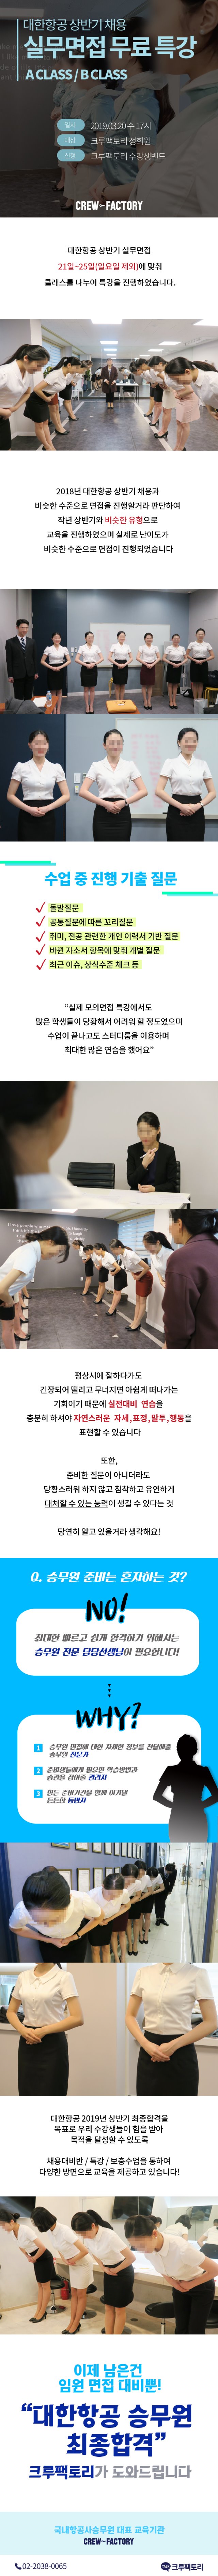 대한항공 상반기 채용
실무면접 무료 특강
A CLASS / B CLASS
일시 2019.03.20 수 17시
대상 크루팩토리 정회원
신청 크루팩토리 수강생밴드
CREW-FACTORY
대한항공 상반기 실무면접
21일~25일(일요일 제외)에 맞춰
클래스를 나누어 특강을 진행하였습니다.
2018년 대한항공 상반기 채용과
비슷한 수준으로 면접을 진행할거라 판단하여
작년 상반기와 비슷한 유형으로
교육을 진행하였으며 실제로 난이도가
비슷한 수준으로 면접이 진행되었습니다
수업 중 진행 기출 질문
돌발질문
공통질문에 따른 꼬리질문
취미, 전공 관련한 개인 이력서 기반 질문
바뀐 자소서 항목에 맞춰 개별 질문
최근 이슈, 상식수준 체크 등
"실제 모의면접 특강에서도
많은 학생들이 당황해서 어려워 할 정도였으며
수업이 끝나고도 스터디룸을 이용하며
최대한 많은 연습을 했어요"
평상시에 잘하다가도
긴장되어 떨리고 무너지면 아쉽게 떠나가는
기회이기 때문에 실전대비 연습을
충분히 하셔야 자연스러운 자세,표정,말투,행동을
표현할 수 있습니다
또한,
준비한 질문이 아니더라도
당황스러워 하지 않고 침착하고 유연하게
대처할 수 있는 능력이 생길 수 있다는 것
당연히 알고 있을거라 생각해요!
Q. 승무원 준비는 혼자하는 것?
NO!
최대한 빠르고 쉽게 합격하기 위해서는
승무원 전문 담당선생님이 필요합니다!
WHY?
1 승무원 면접에 대한 자세한 정보를 전달해줄
승무원 전문가
2 준비생들에게 필요한 학습방법과
습관을 잡아줄 관리자
3 힘든 준비기간을 함께 이겨낼
든든한 동반자
대한항공 2019년 상반기 최종합격을
목표로 우리 수강생들이 힘을 받아
목적을 달성할 수 있도록
채용대비반 / 특강 / 보충수업을 통하여
다양한 방면으로 교육을 제공하고 있습니다!
이제 남은건
임원 면접 대비뿐!
"대한항공 승무원
최종합격"
크루팩토리가 도와드립니다
국내항공사승무원 대표 교육기관
CREW-FACTORY
02-2038-0065
크루팩토리